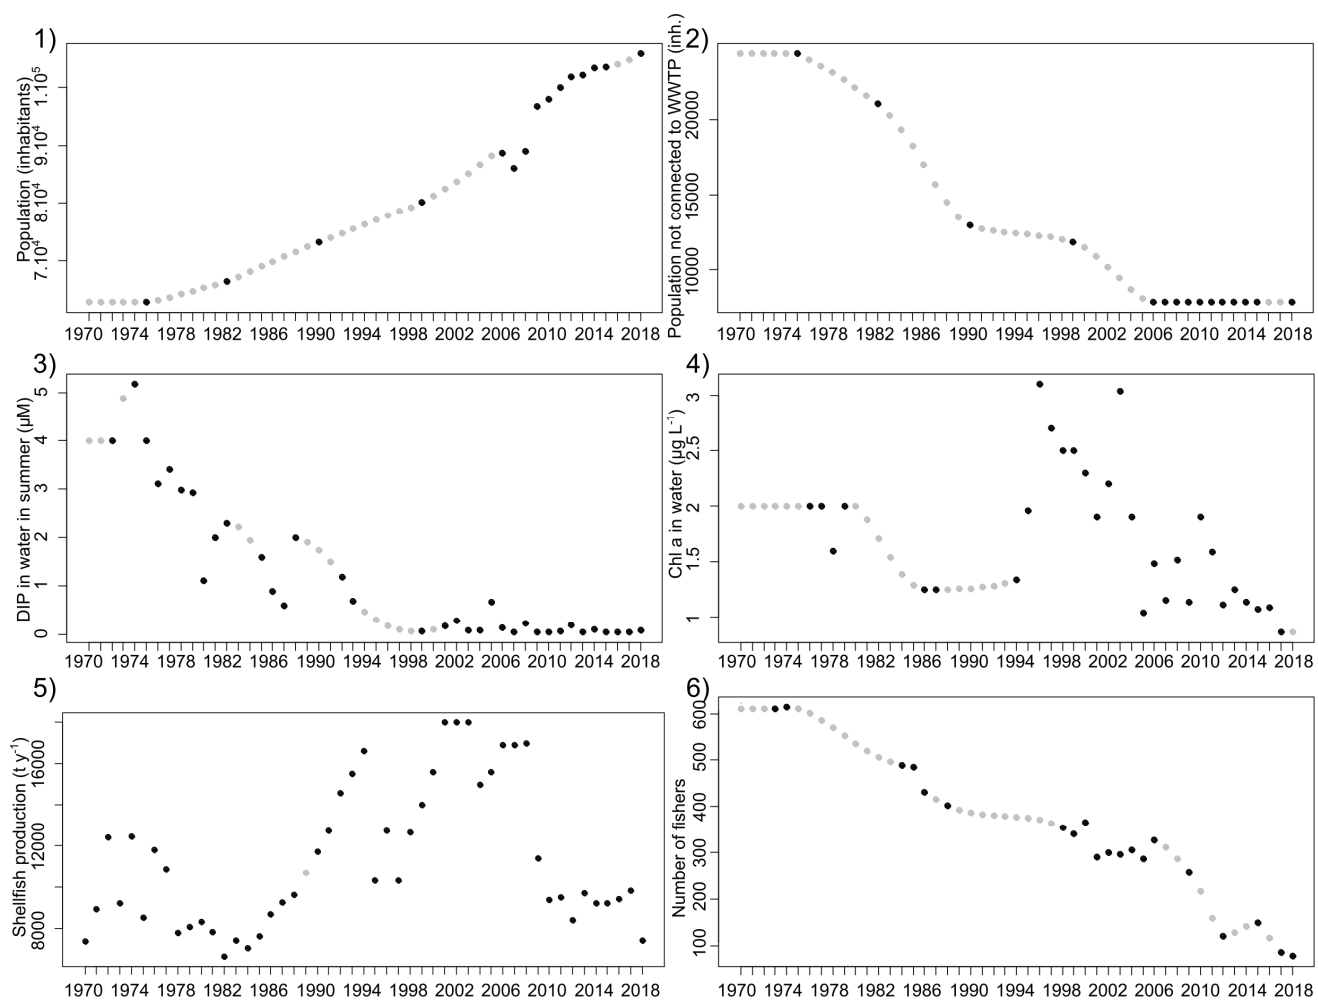 1)
Population (inhabitants)
1.10⁵
9.10⁴
8.10⁴
7.10⁴
1970 1974 1978 1982 1986 1990 1994 1998 2002 2006 2010 2014 2018
2)
Population not connected to WWTP (inh.)
20000
15000
10000
1970 1974 1978 1982 1986 1990 1994 1998 2002 2006 2010 2014 2018
3)
DIP in water in summer (µM)
5
4
3
2
1
0
1970 1974 1978 1982 1986 1990 1994 1998 2002 2006 2010 2014 2018
4)
Chl a in water (µg L⁻¹)
3
2.5
2
1.5
1
1970 1974 1978 1982 1986 1990 1994 1998 2002 2006 2010 2014 2018
5)
Shellfish production (t y⁻¹)
16000
12000
8000
1970 1974 1978 1982 1986 1990 1994 1998 2002 2006 2010 2014 2018
6)
Number of fishers
600
500
400
300
200
100
1970 1974 1978 1982 1986 1990 1994 1998 2002 2006 2010 2014 2018